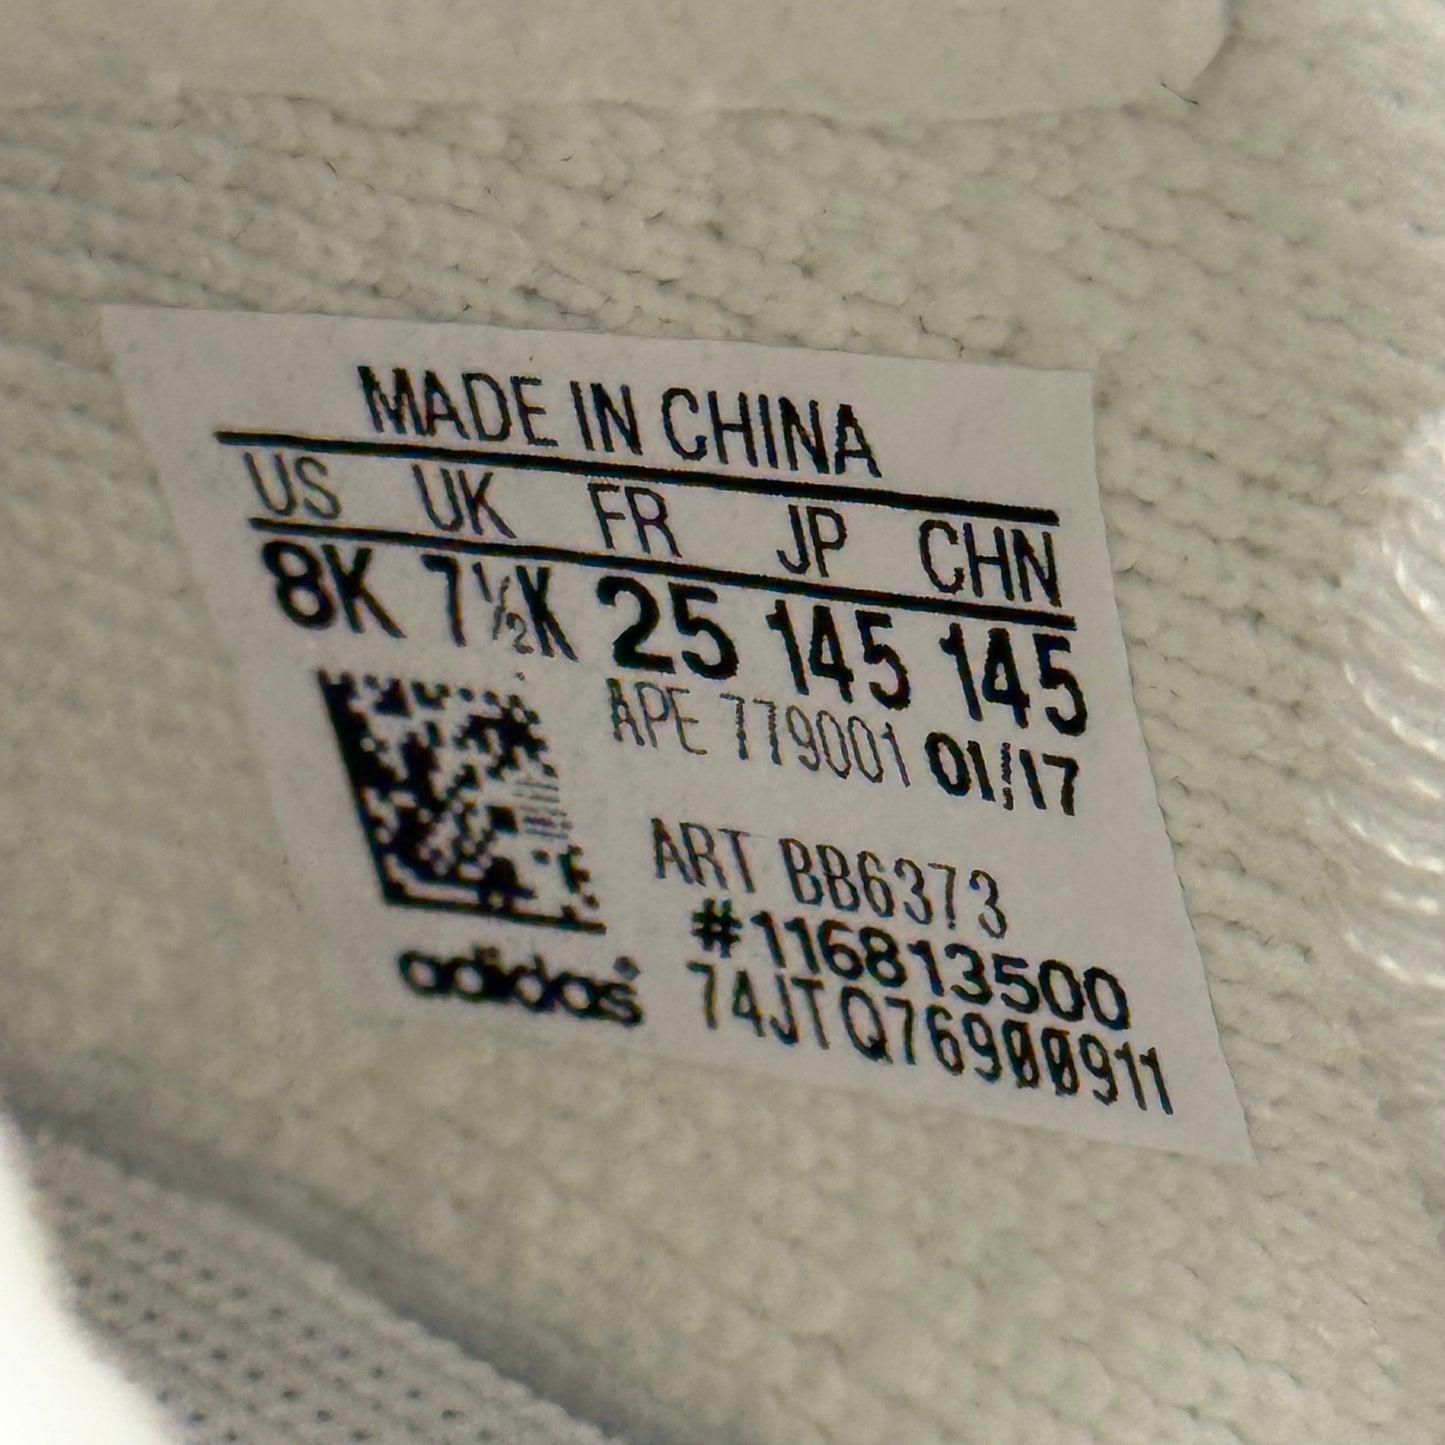 MADE IN CHINA
US UK FR JP CHN
8K 7½K 25 145 145
APE 779001 01/17
ART BB6373
#116813500
adidas 74JTQ76900911